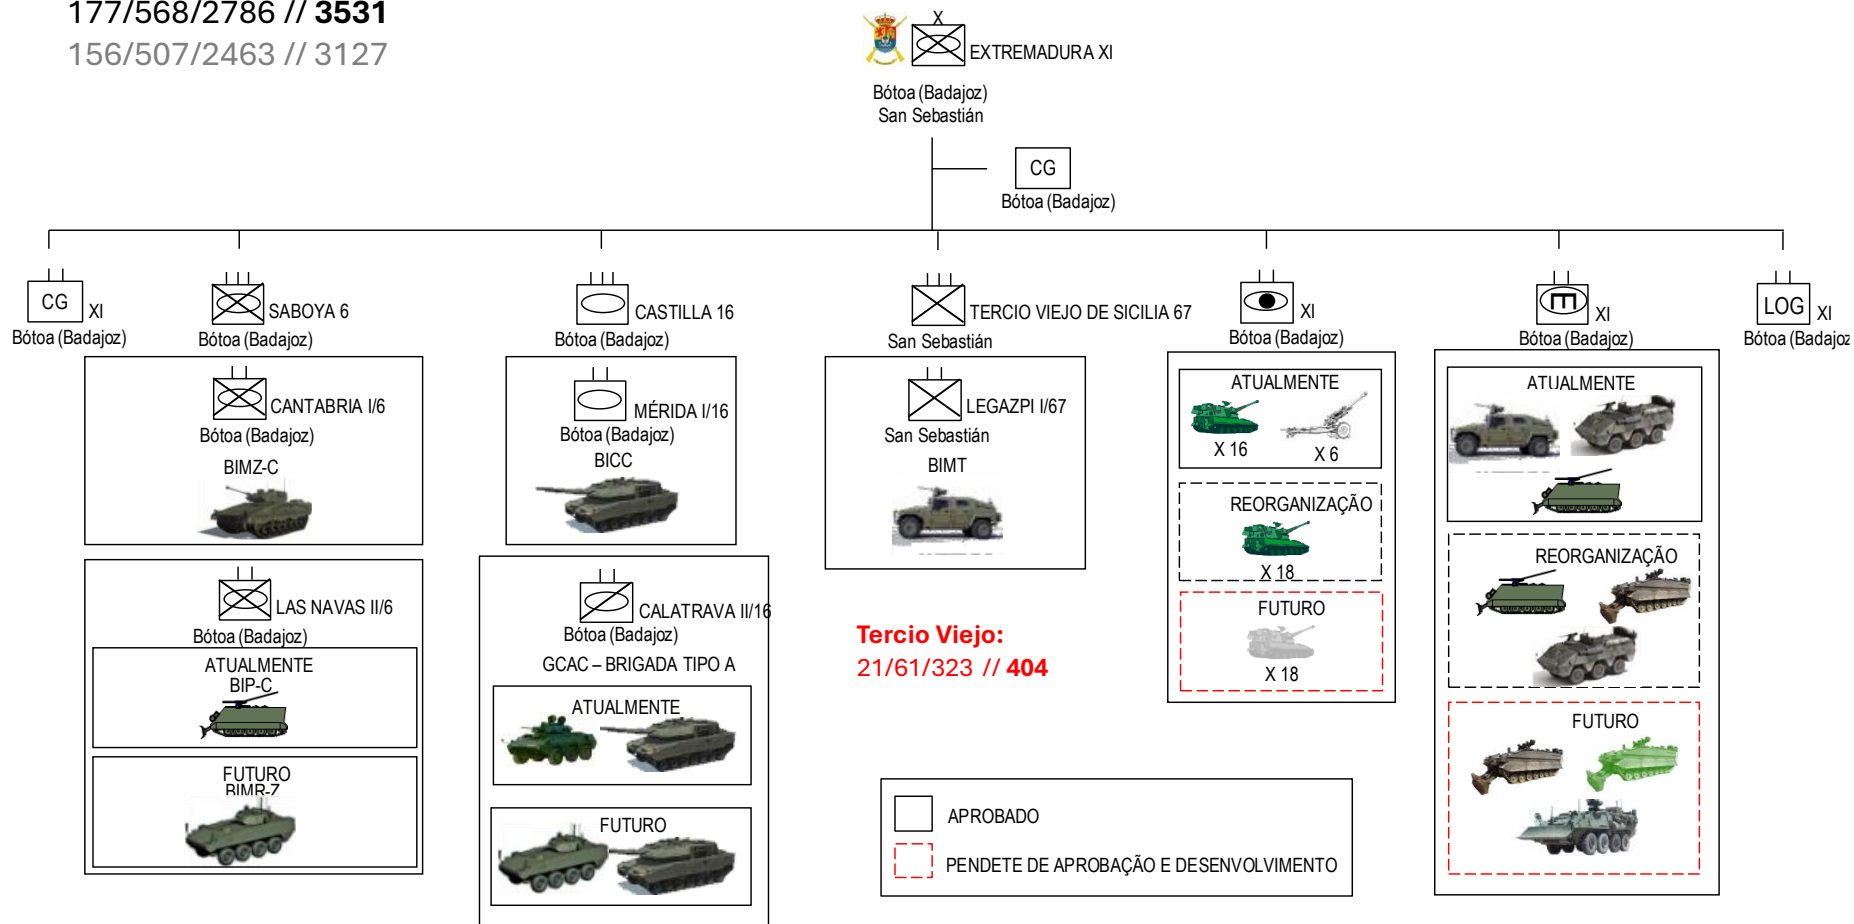 177/568/2786 // 3531
156/507/2463 // 3127
X
EXTREMADURA XI
Bótoa (Badajoz)
San Sebastián
CG
Bótoa (Badajoz)
CG
XI
Bótoa (Badajoz)
SABOYA 6
Bótoa (Badajoz)
CANTABRIA I/6
Bótoa (Badajoz)
BIMZ-C
LAS NAVAS II/6
Bótoa (Badajoz)
ATUALMENTE
BIP-C
FUTURO
BIMR-Z
CASTILLA 16
Bótoa (Badajoz)
MÉRIDA I/16
Bótoa (Badajoz)
BICC
CALATRAVA II/16
Bótoa (Badajoz)
GCAC – BRIGADA TIPO A
ATUALMENTE
FUTURO
TERCIO VIEJO DE SICILIA 67
San Sebastián
LEGAZPI I/67
San Sebastián
BIMT
Tercio Viejo:
21/61/323 // 404
XI
Bótoa (Badajoz)
ATUALMENTE
X 16
X 6
REORGANIZAÇÃO
X 18
FUTURO
X 18
XI
Bótoa (Badajoz)
ATUALMENTE
REORGANIZAÇÃO
FUTURO
LOG
XI
Bótoa (Badajoz
APROBADO
PENDETE DE APROBAÇÃO E DESENVOLVIMENTO